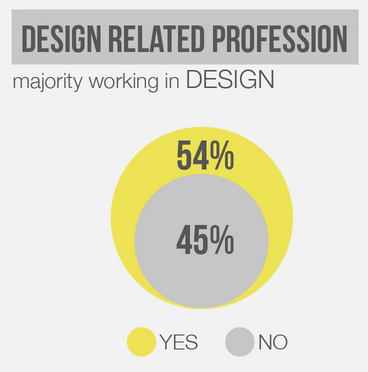 DESIGN RELATED PROFESSION
majority working in DESIGN
54%
45%
YES NO